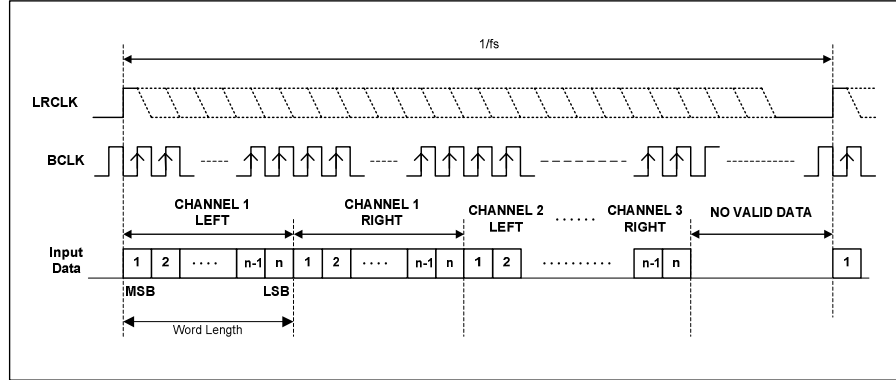 1/fs
LRCLK
BCLK
CHANNEL 1
LEFT
CHANNEL 1
RIGHT
CHANNEL 2
LEFT
CHANNEL 3
RIGHT
NO VALID DATA
Input
Data
1 2 n-1 n 1 2 n-1 n 1 2 n-1 n 1
MSB LSB
Word Length